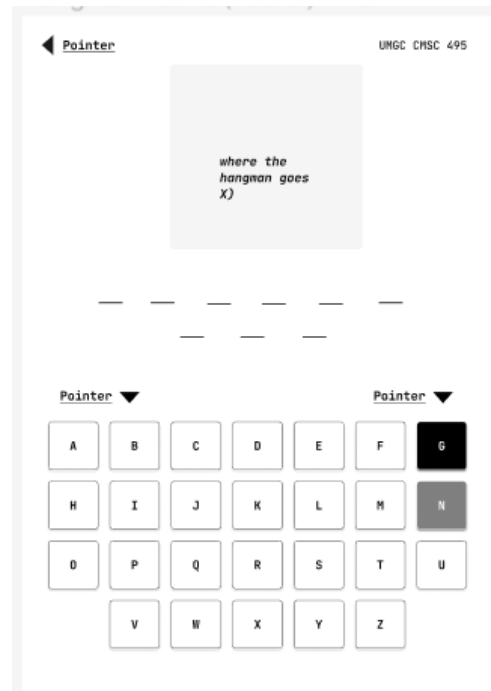 Pointer
UMGC CMSC 495
where the
hangman goes
X)
Pointer
Pointer
A B C D E F G
H I J K L M N
O P Q R S T U
V W X Y Z